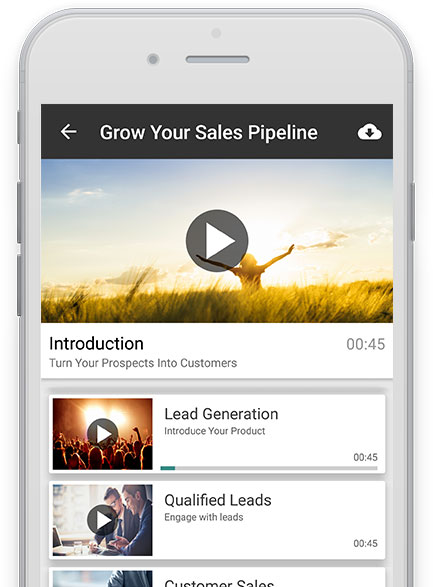 Grow Your Sales Pipeline
Introduction
00:45
Turn Your Prospects Into Customers
Lead Generation
Introduce Your Product
00:45
Qualified Leads
Engage with leads
00:45
Customer Sales